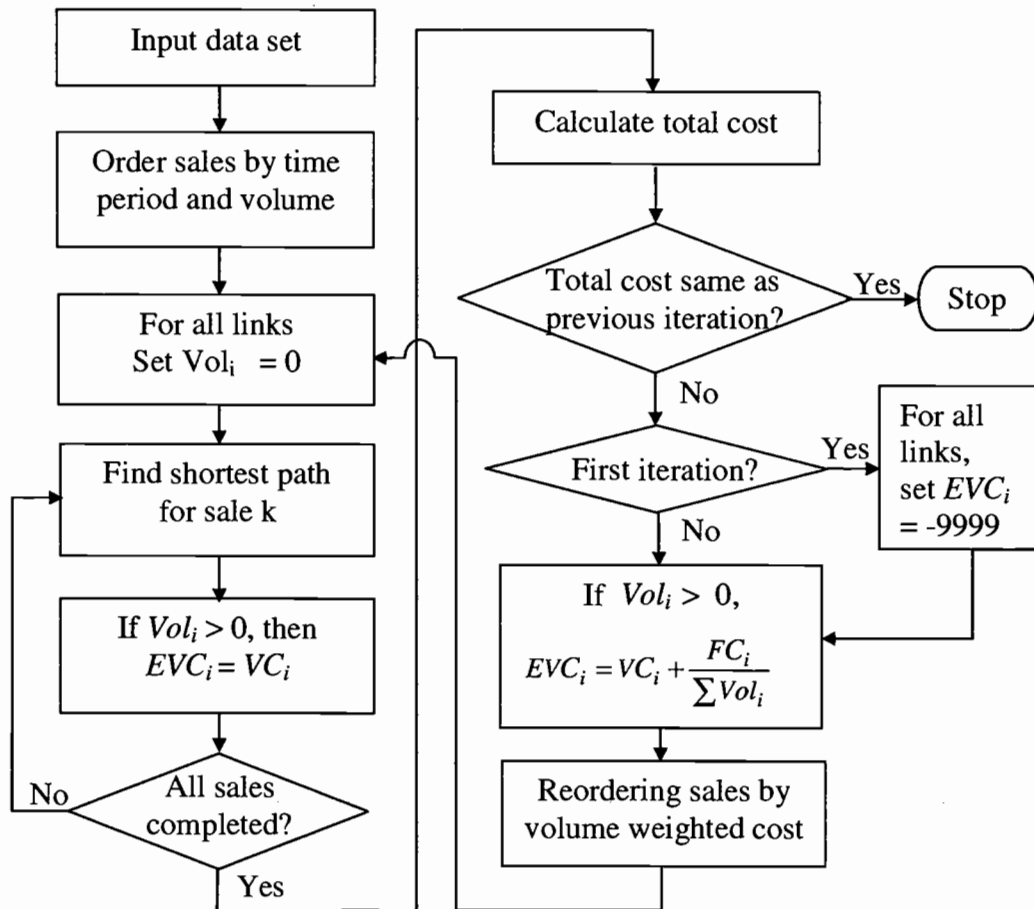 Input data set
Order sales by time
period and volume
For all links
Set Vol_i = 0
Find shortest path
for sale k
If Vol_i > 0, then
EVC_i = VC_i
All sales
completed?
No
Yes
Calculate total cost
Total cost same as
previous iteration?
Yes
Stop
No
First iteration?
Yes
For all
links,
set EVC_i
= -9999
No
If Vol_i > 0,
EVC_i = VC_i + FC_i / ∑Vol_i
Reordering sales by
volume weighted cost